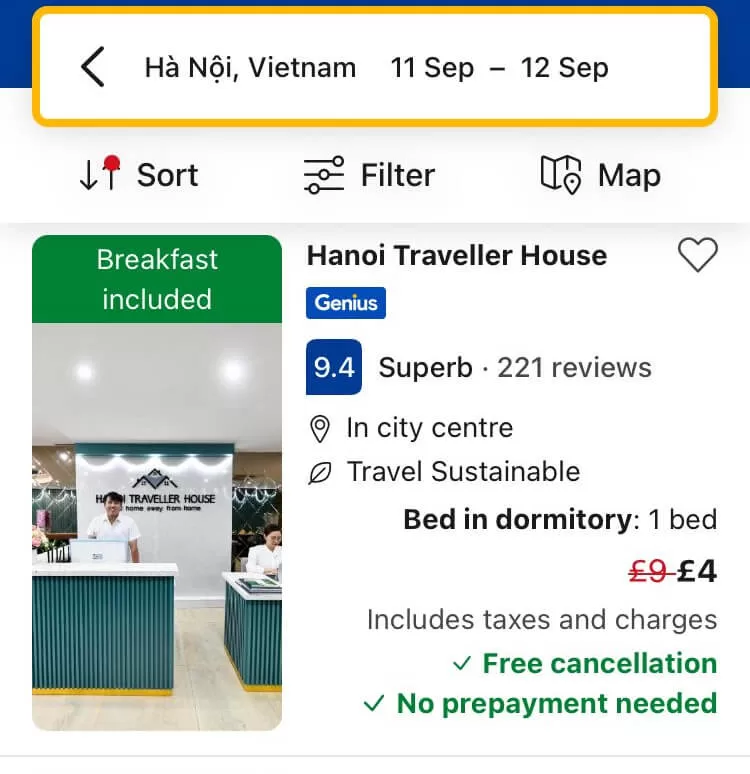 Hà Nội, Vietnam 11 Sep – 12 Sep
Sort Filter Map
Breakfast
included
HANOI TRAVELLER HOUSE
home away from home
Hanoi Traveller House
Genius
9.4 Superb · 221 reviews
In city centre
Travel Sustainable
Bed in dormitory: 1 bed
£9 £4
Includes taxes and charges
✓ Free cancellation
✓ No prepayment needed